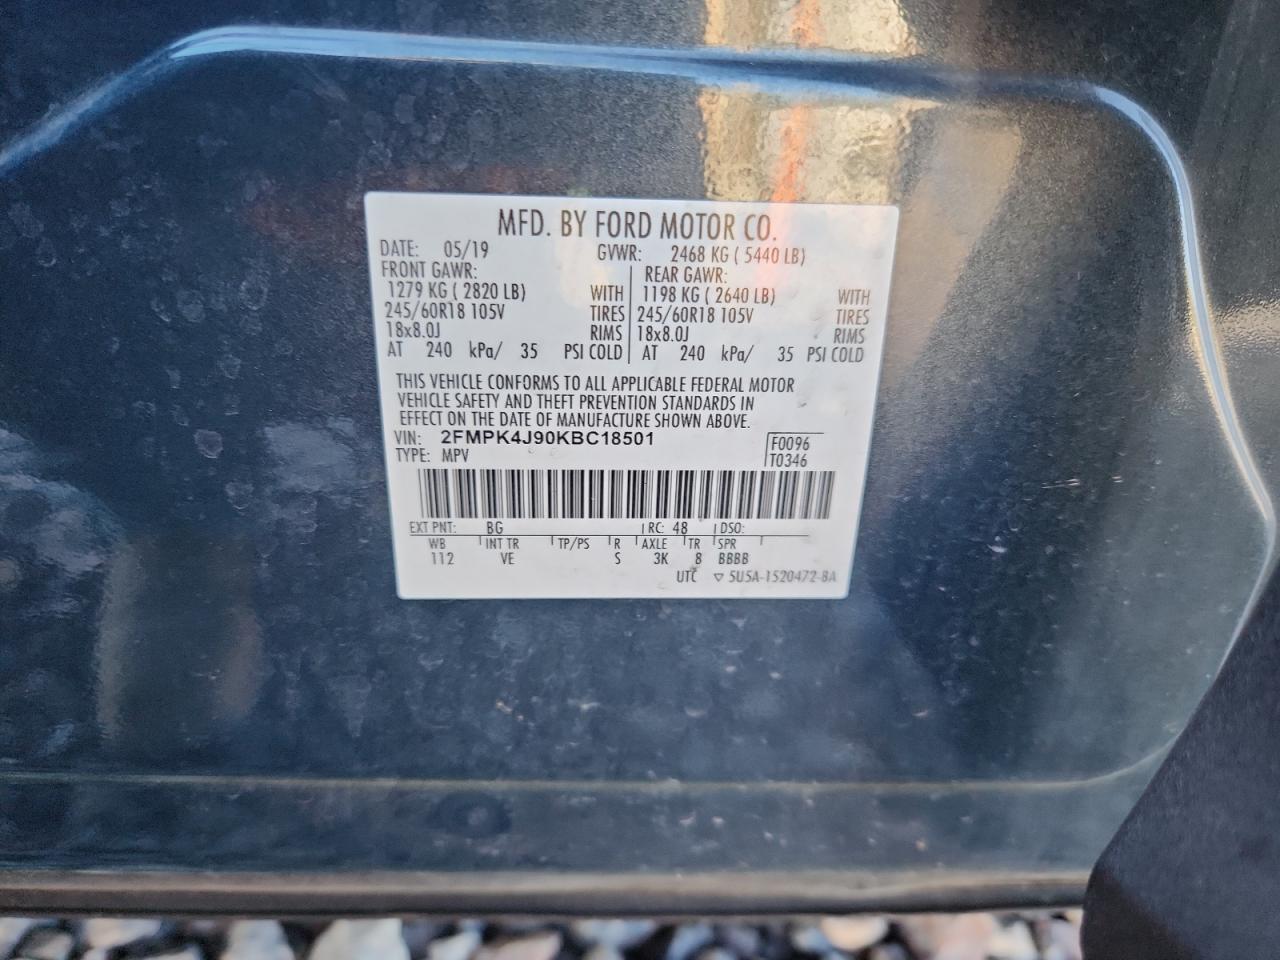 MFD. BY FORD MOTOR CO.
DATE: 05/19 GVWR: 2468 KG ( 5440 LB)
FRONT GAWR: REAR GAWR:
1279 KG ( 2820 LB) WITH 1198 KG ( 2640 LB) WITH
245/60R18 105V TIRES 245/60R18 105V TIRES
18x8.0J RIMS 18x8.0J RIMS
AT 240 kPa/ 35 PSI COLD AT 240 kPa/ 35 PSI COLD
THIS VEHICLE CONFORMS TO ALL APPLICABLE FEDERAL MOTOR
VEHICLE SAFETY AND THEFT PREVENTION STANDARDS IN
EFFECT ON THE DATE OF MANUFACTURE SHOWN ABOVE.
VIN: 2FMPK4J90KBC18501 F0096
TYPE: MPV T0346
EXT PNT: BG RC: 48 DSO:
WB INT TR TP/PS R AXLE TR SPR
112 VE S 3K 8 BBBB
UTC ▽ 5U5A-1520472-BA